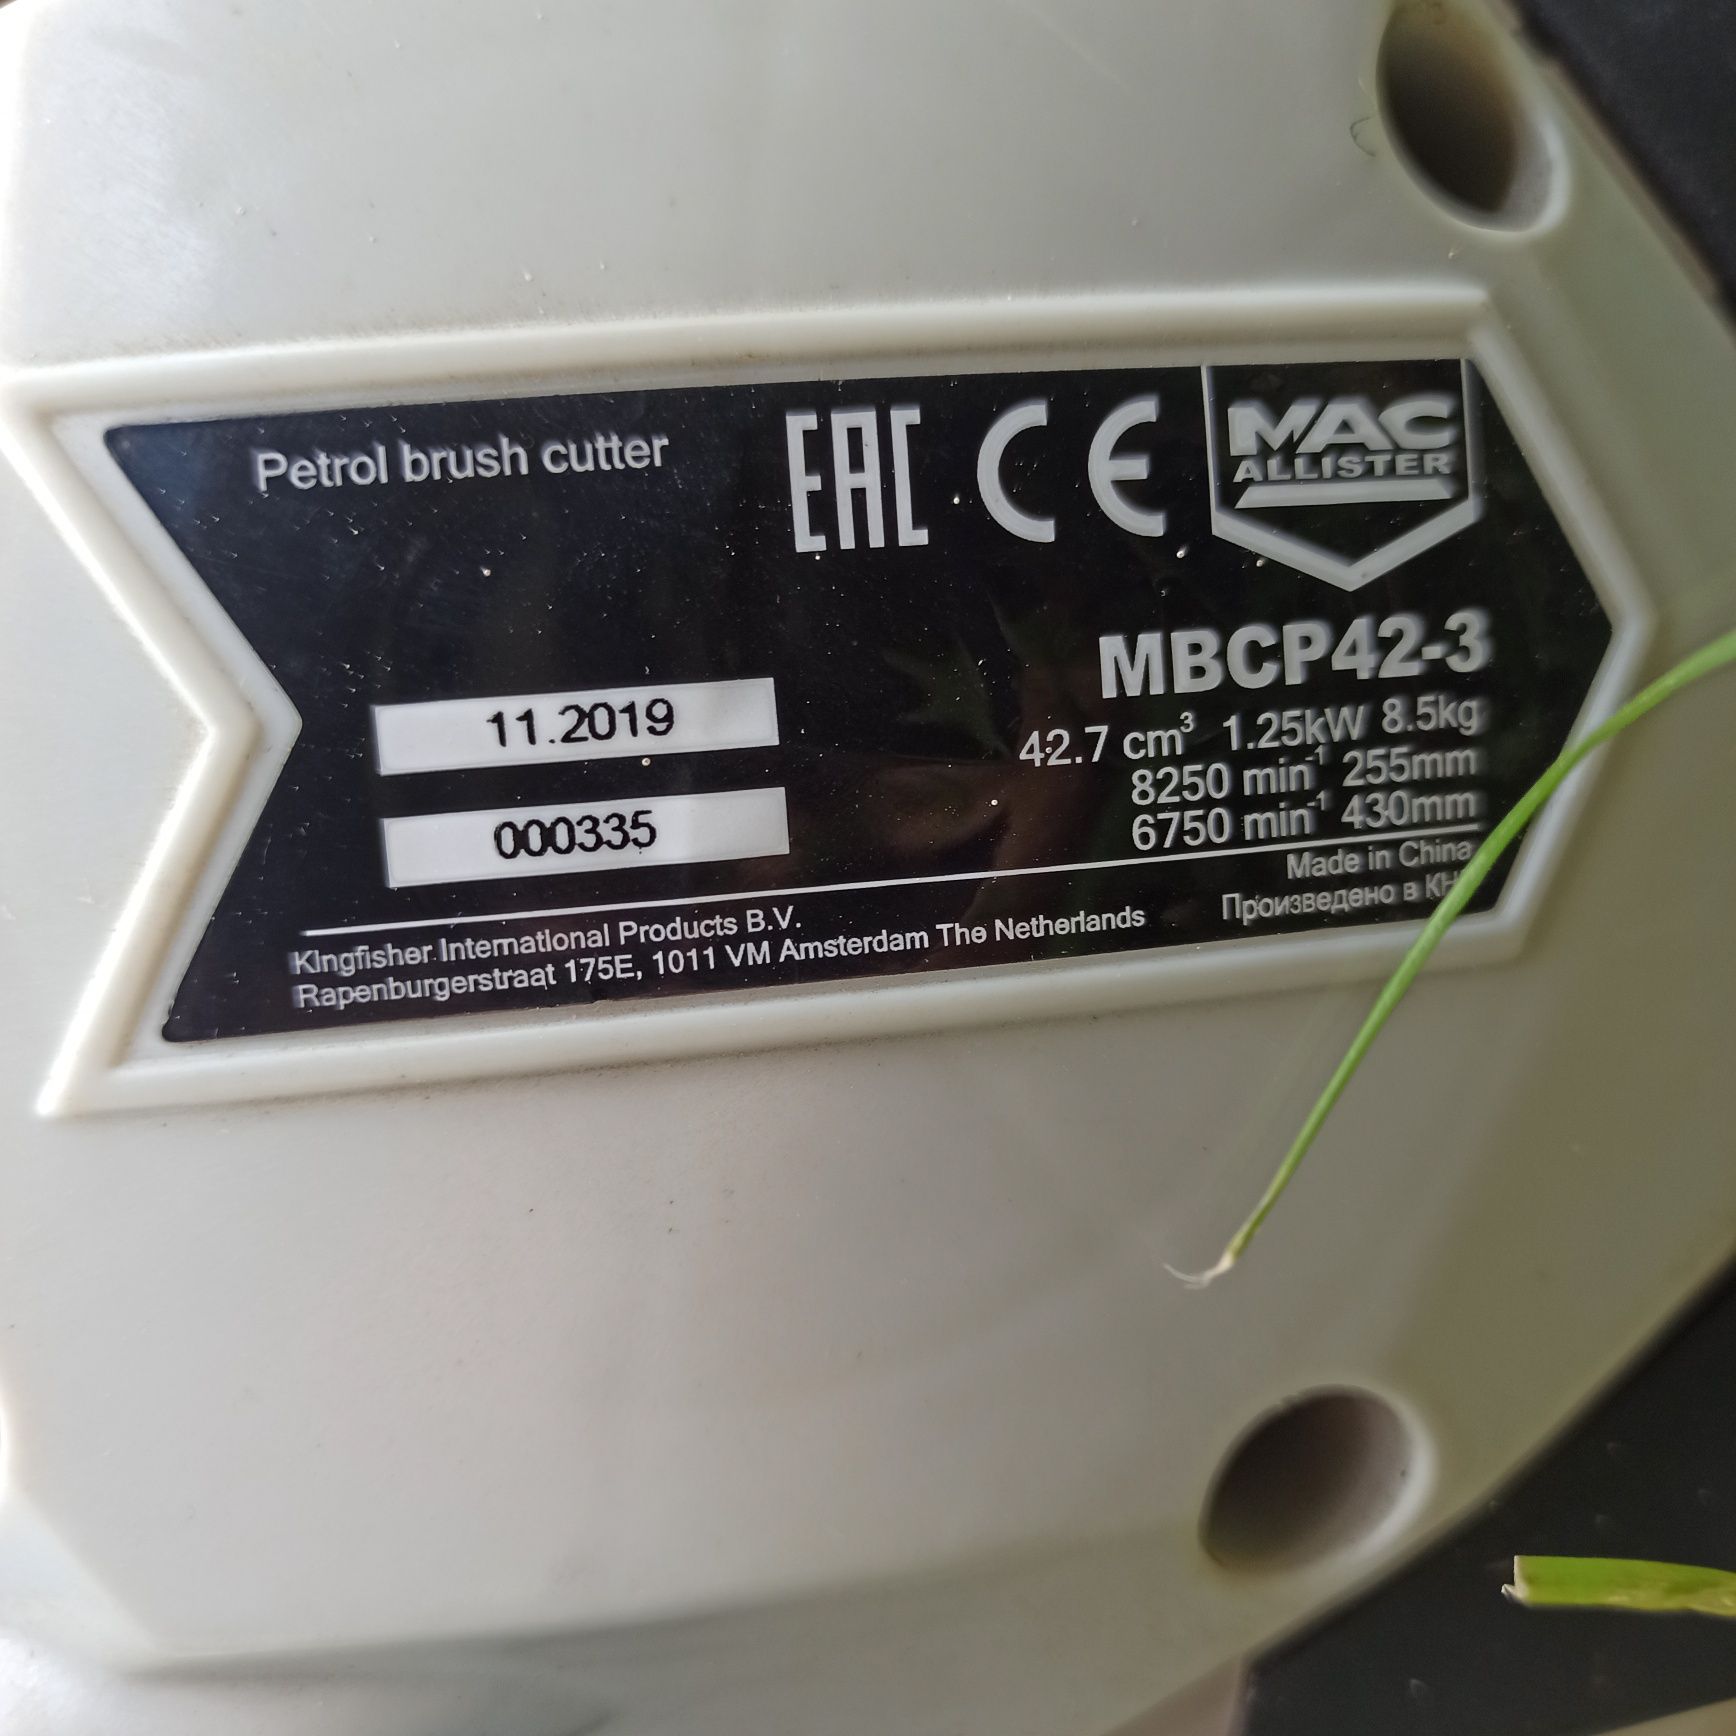 Petrol brush cutter
EAC CE
MAC
ALLISTER
MBCP42-3
11.2019
42.7 cm³ 1.25kW 8.5kg
8250 min⁻¹ 255mm
000335
6750 min⁻¹ 430mm
Made in China
Произведено в
Kingfisher International Products B.V.
Rapenburgerstraat 175E, 1011 VM Amsterdam The Netherlands